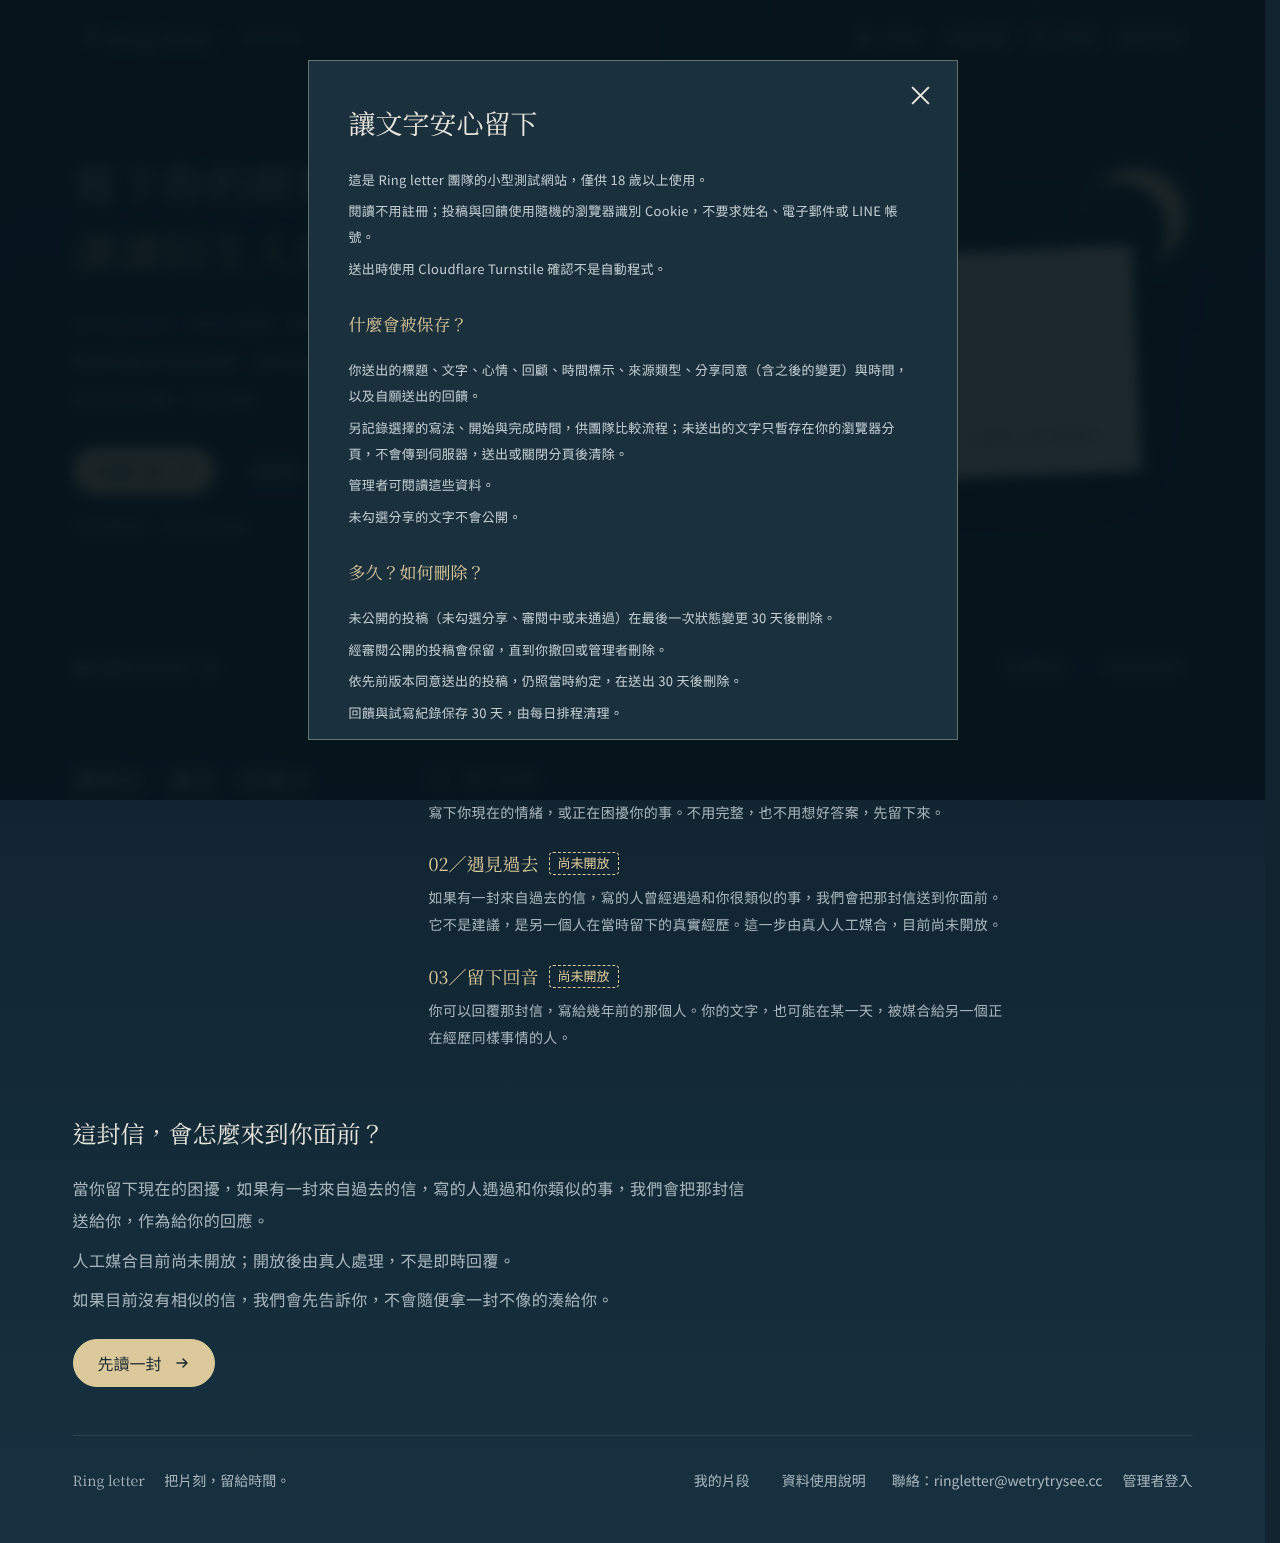 讓文字安心留下
這是 Ring letter 團隊的小型測試網站，僅供 18 歲以上使用。
閱讀不用註冊；投稿與回饋使用隨機的瀏覽器識別 Cookie，不要求姓名、電子郵件或 LINE 帳
號。
送出時使用 Cloudflare Turnstile 確認不是自動程式。
什麼會被保存？
你送出的標題、文字、心情、回顧、時間標示、來源類型、分享同意（含之後的變更）與時間，
以及自願送出的回饋。
另記錄選擇的寫法、開始與完成時間，供團隊比較流程；未送出的文字只暫存在你的瀏覽器分
頁，不會傳到伺服器，送出或關閉分頁後清除。
管理者可閱讀這些資料。
未勾選分享的文字不會公開。
多久？如何刪除？
未公開的投稿（未勾選分享、審閱中或未通過）在最後一次狀態變更 30 天後刪除。
經審閱公開的投稿會保留，直到你撤回或管理者刪除。
依先前版本同意送出的投稿，仍照當時約定，在送出 30 天後刪除。
回饋與試寫紀錄保存 30 天，由每日排程清理。
寫下你現在的情緒，或正在困擾你的事。不用完整，也不用想好答案，先留下來。
02／遇見過去 尚未開放
如果有一封來自過去的信，寫的人曾經遇過和你很類似的事，我們會把那封信送到你面前。
它不是建議，是另一個人在當時留下的真實經歷。這一步由真人人工媒合，目前尚未開放。
03／留下回音 尚未開放
你可以回覆那封信，寫給幾年前的那個人。你的文字，也可能在某一天，被媒合給另一個正
在經歷同樣事情的人。
這封信，會怎麼來到你面前？
當你留下現在的困擾，如果有一封來自過去的信，寫的人遇過和你類似的事，我們會把那封信
送給你，作為給你的回應。
人工媒合目前尚未開放；開放後由真人處理，不是即時回覆。
如果目前沒有相似的信，我們會先告訴你，不會隨便拿一封不像的湊給你。
先讀一封 →
Ring letter 把片刻，留給時間。 我的片段 資料使用說明 聯絡：ringletter@wetrytrysee.cc 管理者登入